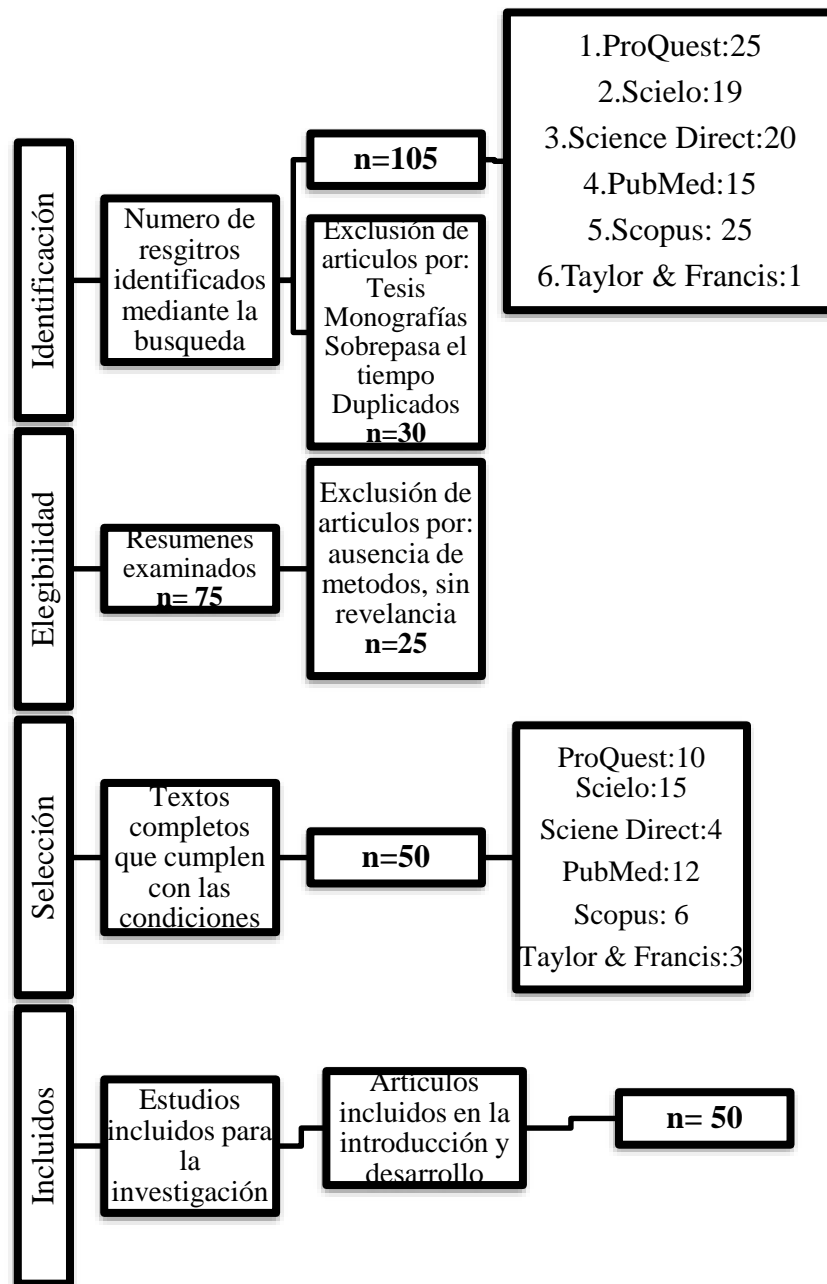 Identificación
Numero de
resgitros
identificados
mediante la
busqueda
n=105
1.ProQuest:25
2.Scielo:19
3.Science Direct:20
4.PubMed:15
5.Scopus: 25
6.Taylor & Francis:1
Exclusión de
articulos por:
Tesis
Monografías
Sobrepasa el
tiempo
Duplicados
n=30
Elegibilidad
Resumenes
examinados
n= 75
Exclusión de
articulos por:
ausencia de
metodos, sin
revelancia
n=25
Selección
Textos
completos
que cumplen
con las
condiciones
n=50
ProQuest:10
Scielo:15
Sciene Direct:4
PubMed:12
Scopus: 6
Taylor & Francis:3
Incluidos
Estudios
incluidos para
la
investigación
Artículos
incluidos en la
introducción y
desarrollo
n= 50